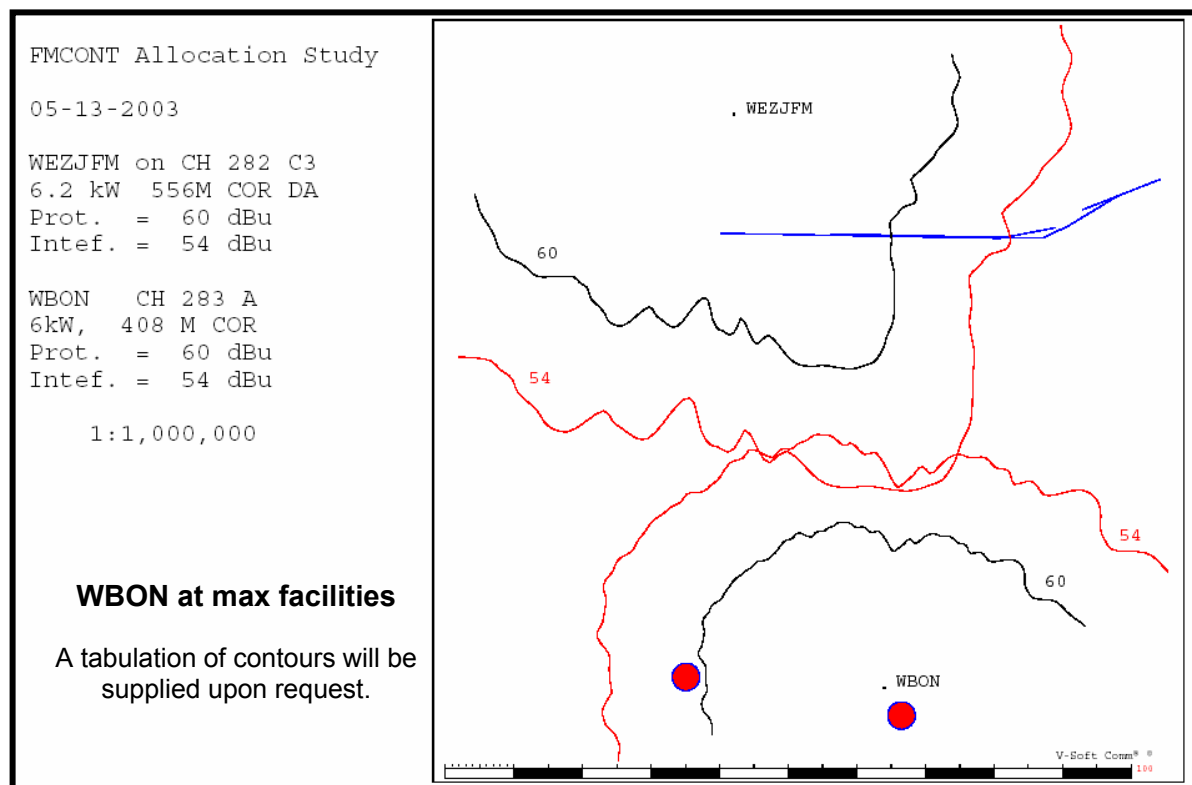 FMCONT Allocation Study
05-13-2003
WEZJFM on CH 282 C3
6.2 kW 556M COR DA
Prot. = 60 dBu
Intef. = 54 dBu
WBON CH 283 A
6kW, 408 M COR
Prot. = 60 dBu
Intef. = 54 dBu
1:1,000,000
WBON at max facilities
A tabulation of contours will be
supplied upon request.
WEZJFM
60
54
54
60
WBON
V-Soft Comm® ©
100